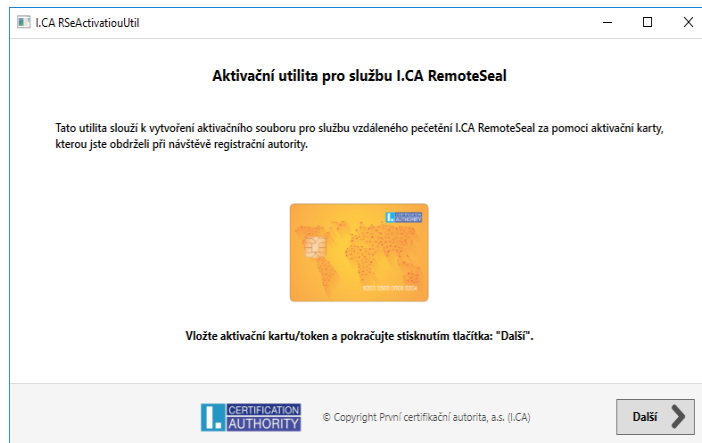 I.CA RSeActivatiouUtil
Aktivační utilita pro službu I.CA RemoteSeal
Tato utilita slouží k vytvoření aktivačního souboru pro službu vzdáleného pečetění I.CA RemoteSeal za pomoci aktivační karty,
kterou jste obdrželi při návštěvě registrační autority.
I. CERTIFICATION
AUTHORITY
Vložte aktivační kartu/token a pokračujte stisknutím tlačítka: "Další".
I. CERTIFICATION
AUTHORITY
© Copyright První certifikační autorita, a.s. (I.CA)
Další